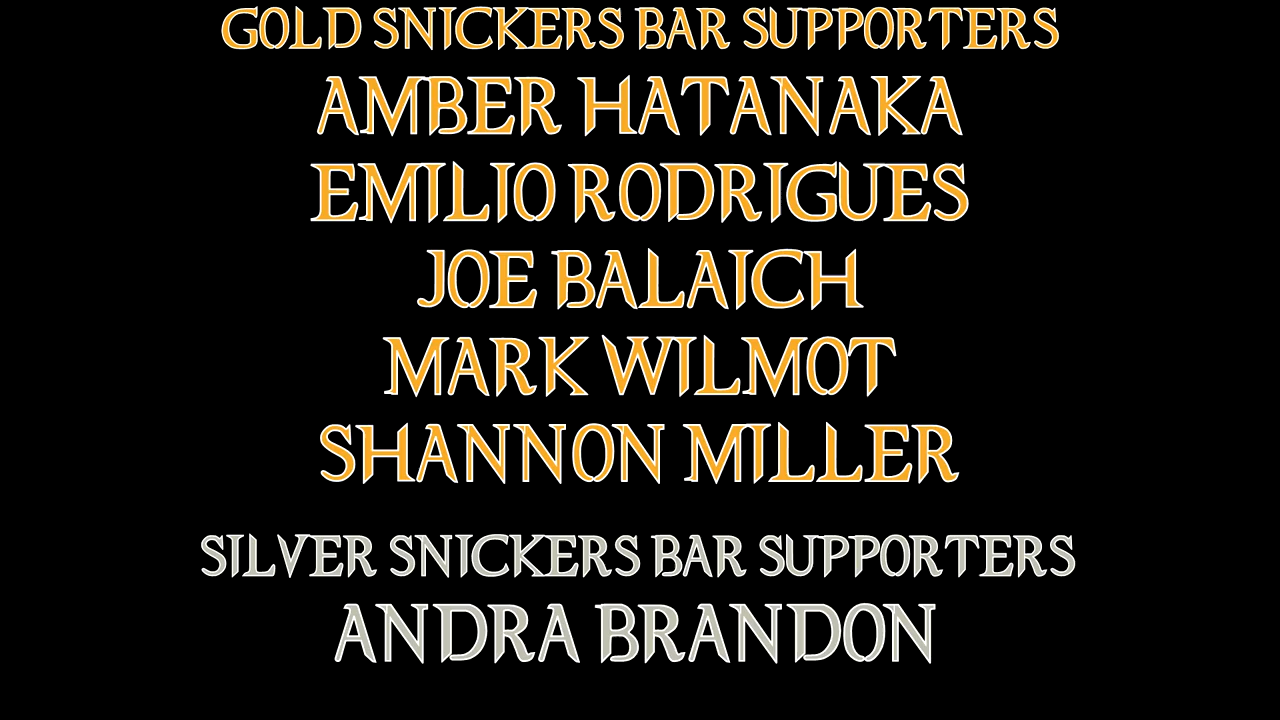 GOLD SNICKERS BAR SUPPORTERS
AMBER HATANAKA
EMILIO RODRIGUES
JOE BALAICH
MARK WILMOT
SHANNON MILLER
SILVER SNICKERS BAR SUPPORTERS
ANDRA BRANDON